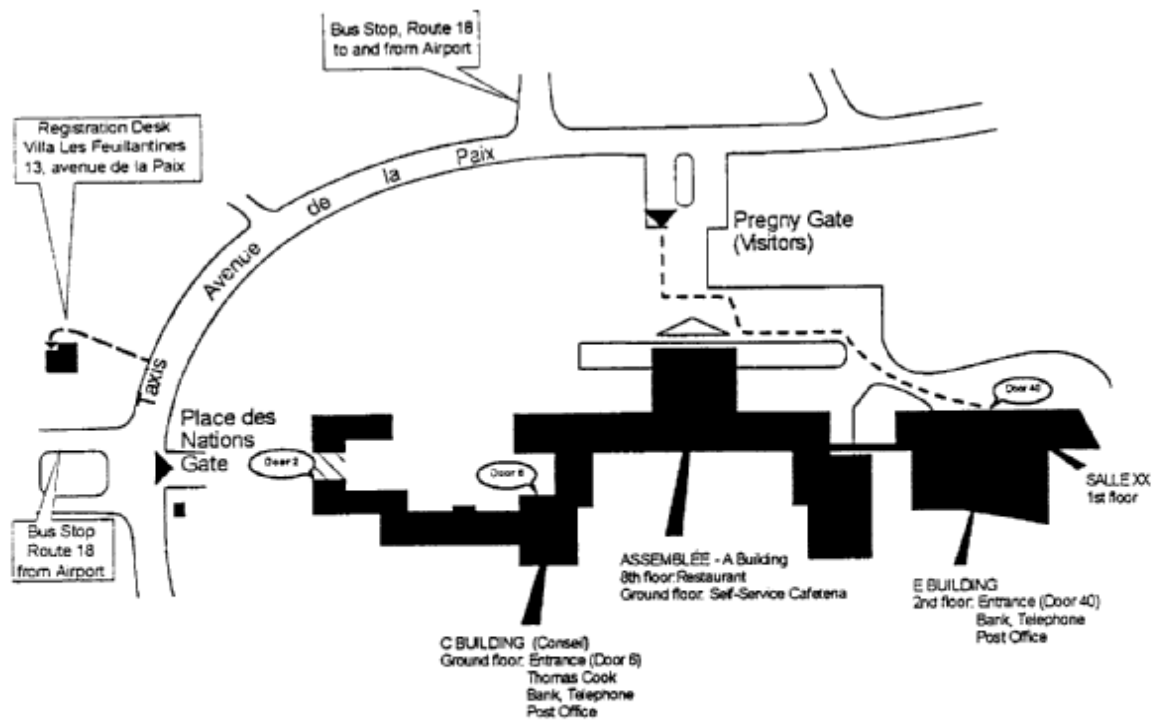 Bus Stop, Route 18
to and from Airport
Registration Desk
Villa Les Feuillantines
13, avenue de la Paix
Taxis
Avenue de la Paix
Pregny Gate
(Visitors)
Place des
Nations
Gate
Door 2
Door 6
Door 40
SALLE XX
1st floor
Bus Stop
Route 18
from Airport
ASSEMBLÉE - A Building
8th floor: Restaurant
Ground floor: Self-Service Cafeteria
E BUILDING
2nd floor: Entrance (Door 40)
Bank, Telephone
Post Office
C BUILDING (Conseil)
Ground floor: Entrance (Door 6)
Thomas Cook
Bank, Telephone
Post Office